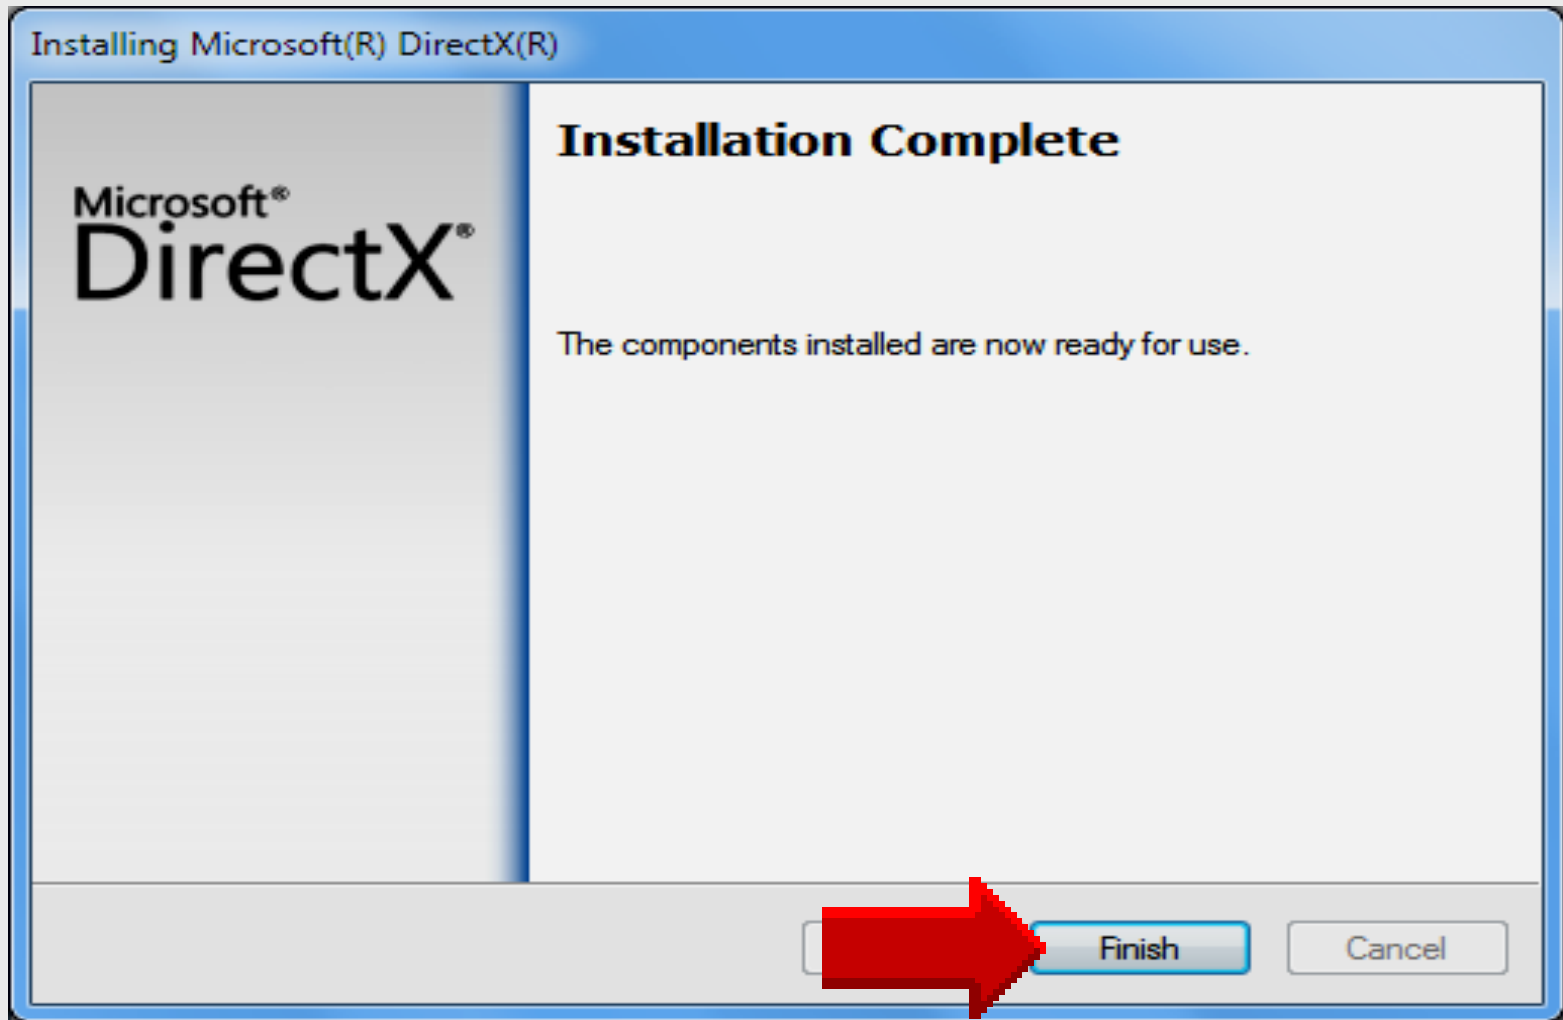 Installing Microsoft(R) DirectX(R)
Installation Complete
Microsoft®
DirectX®
The components installed are now ready for use.
Finish
Cancel